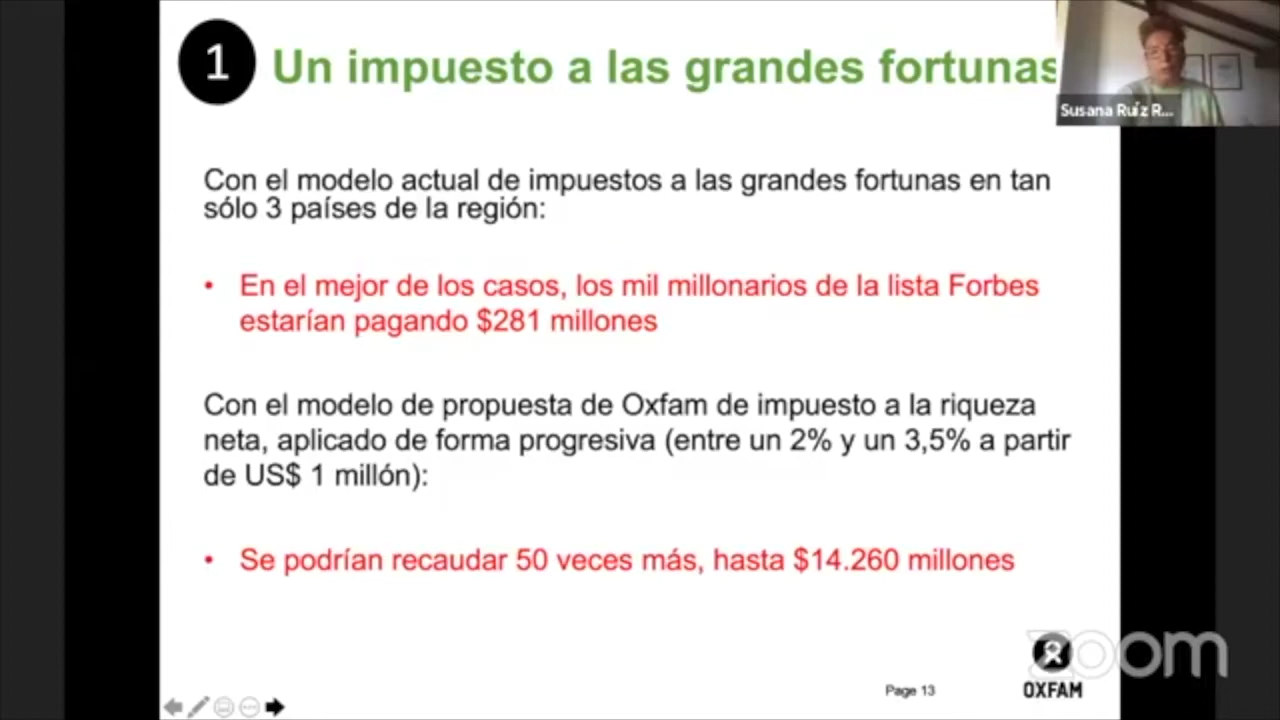 1
Un impuesto a las grandes fortunas
Susana Ruíz R...
Con el modelo actual de impuestos a las grandes fortunas en tan
sólo 3 países de la región:
• En el mejor de los casos, los mil millonarios de la lista Forbes
estarían pagando $281 millones
Con el modelo de propuesta de Oxfam de impuesto a la riqueza
neta, aplicado de forma progresiva (entre un 2% y un 3,5% a partir
de US$ 1 millón):
• Se podrían recaudar 50 veces más, hasta $14.260 millones
zoom
Page 13
OXFAM